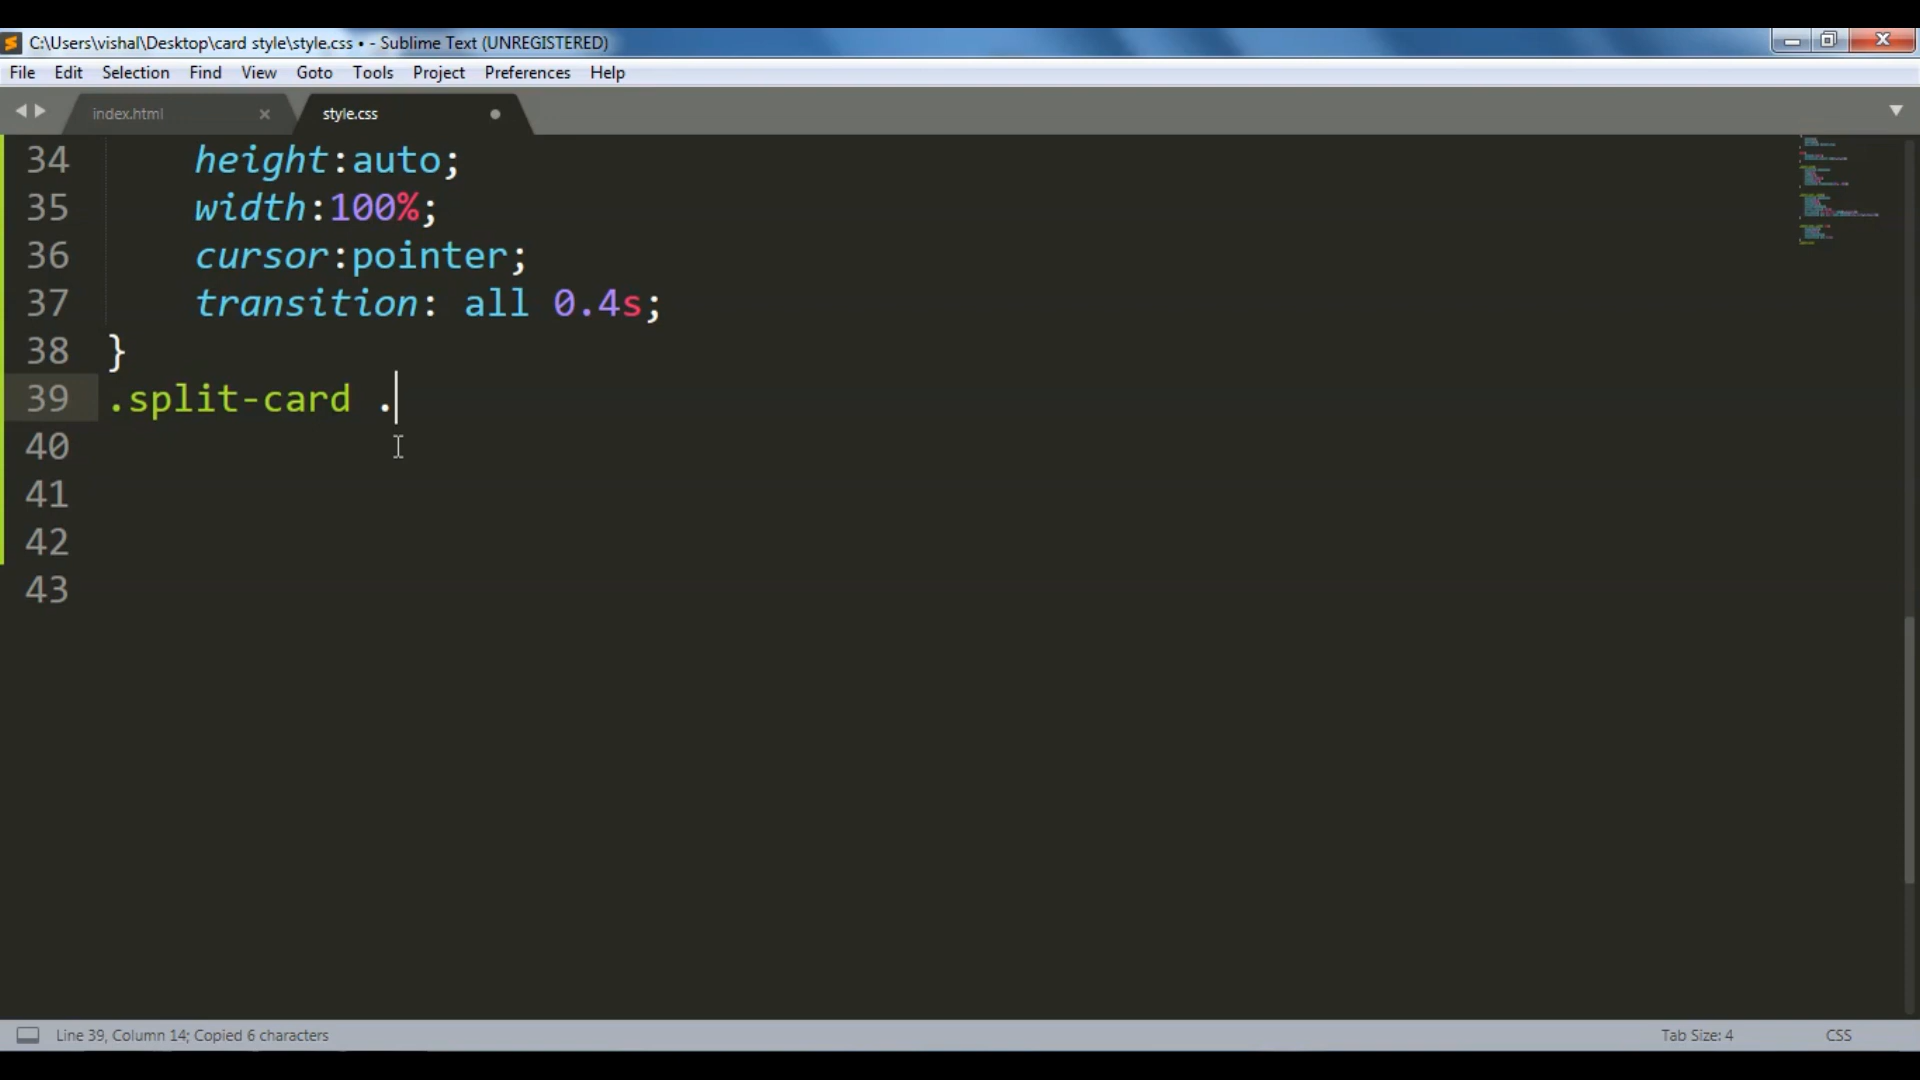 C:\Users\vishal\Desktop\card style\style.css • - Sublime Text (UNREGISTERED)
File Edit Selection Find View Goto Tools Project Preferences Help
index.html × style.css
34 height:auto;
35 width:100%;
36 cursor:pointer;
37 transition: all 0.4s;
38 }
39 .split-card .
40
41
42
43
Line 39, Column 14; Copied 6 characters
Tab Size: 4 CSS